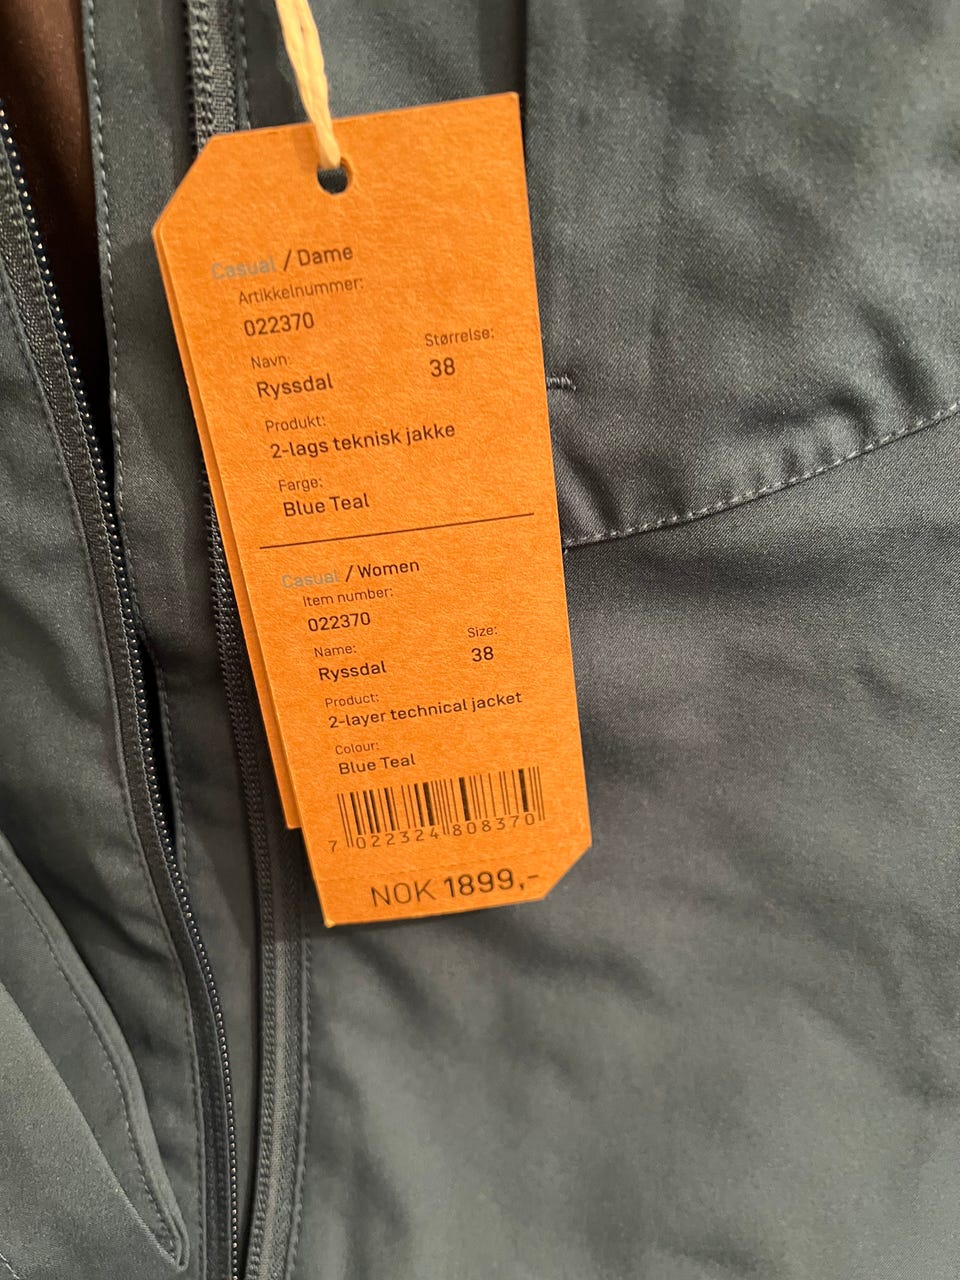 Casual / Dame
Artikkelnummer:
022370
Navn:
Ryssdal
Størrelse:
38
Produkt:
2-lags teknisk jakke
Farge:
Blue Teal
Casual / Women
Item number:
022370
Name:
Ryssdal
Size:
38
Product:
2-layer technical jacket
Colour:
Blue Teal
7 022324 808370
NOK 1899,-